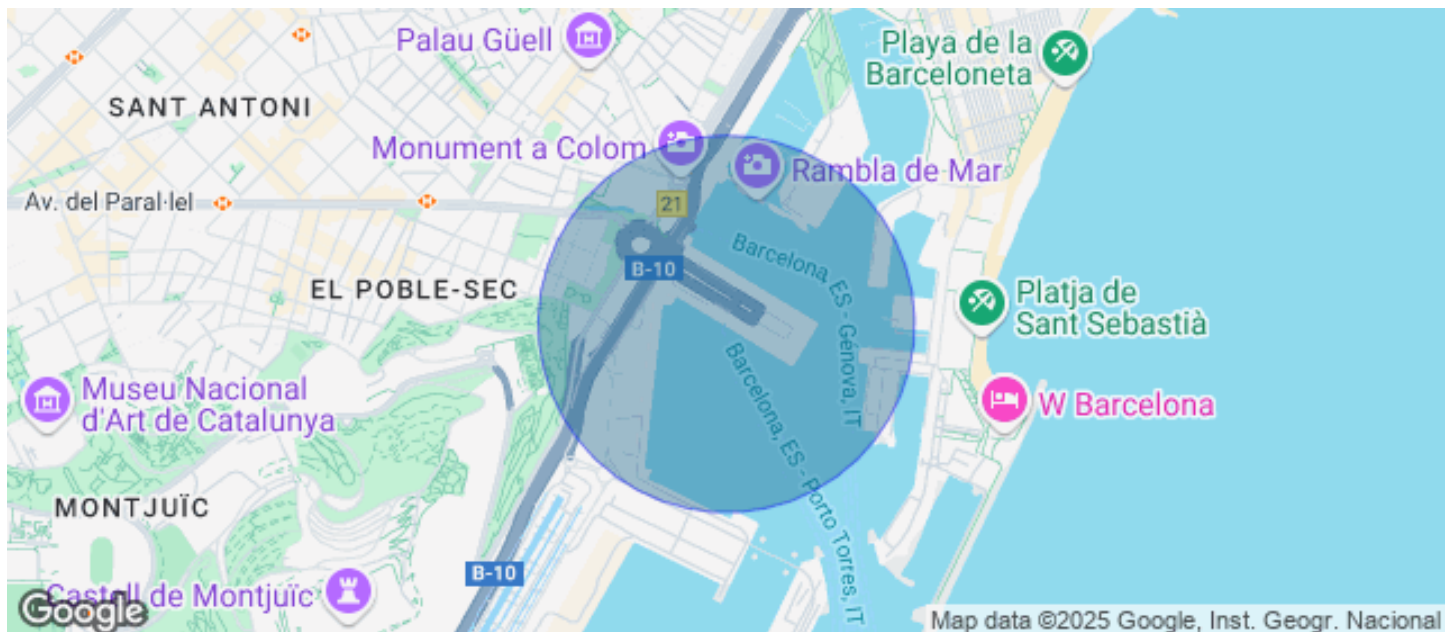 Palau Güell
Playa de la
Barceloneta
SANT ANTONI
Monument a Colom
Rambla de Mar
Av. del Paral·lel
21
Barcelona, ES - Génova, IT
B-10
EL POBLE-SEC
Platja de
Sant Sebastià
Barcelona, ES - Porto Torres, IT
Museu Nacional
d'Art de Catalunya
W Barcelona
MONTJUÏC
B-10
Castell de Montjuïc
Google
Map data ©2025 Google, Inst. Geogr. Nacional